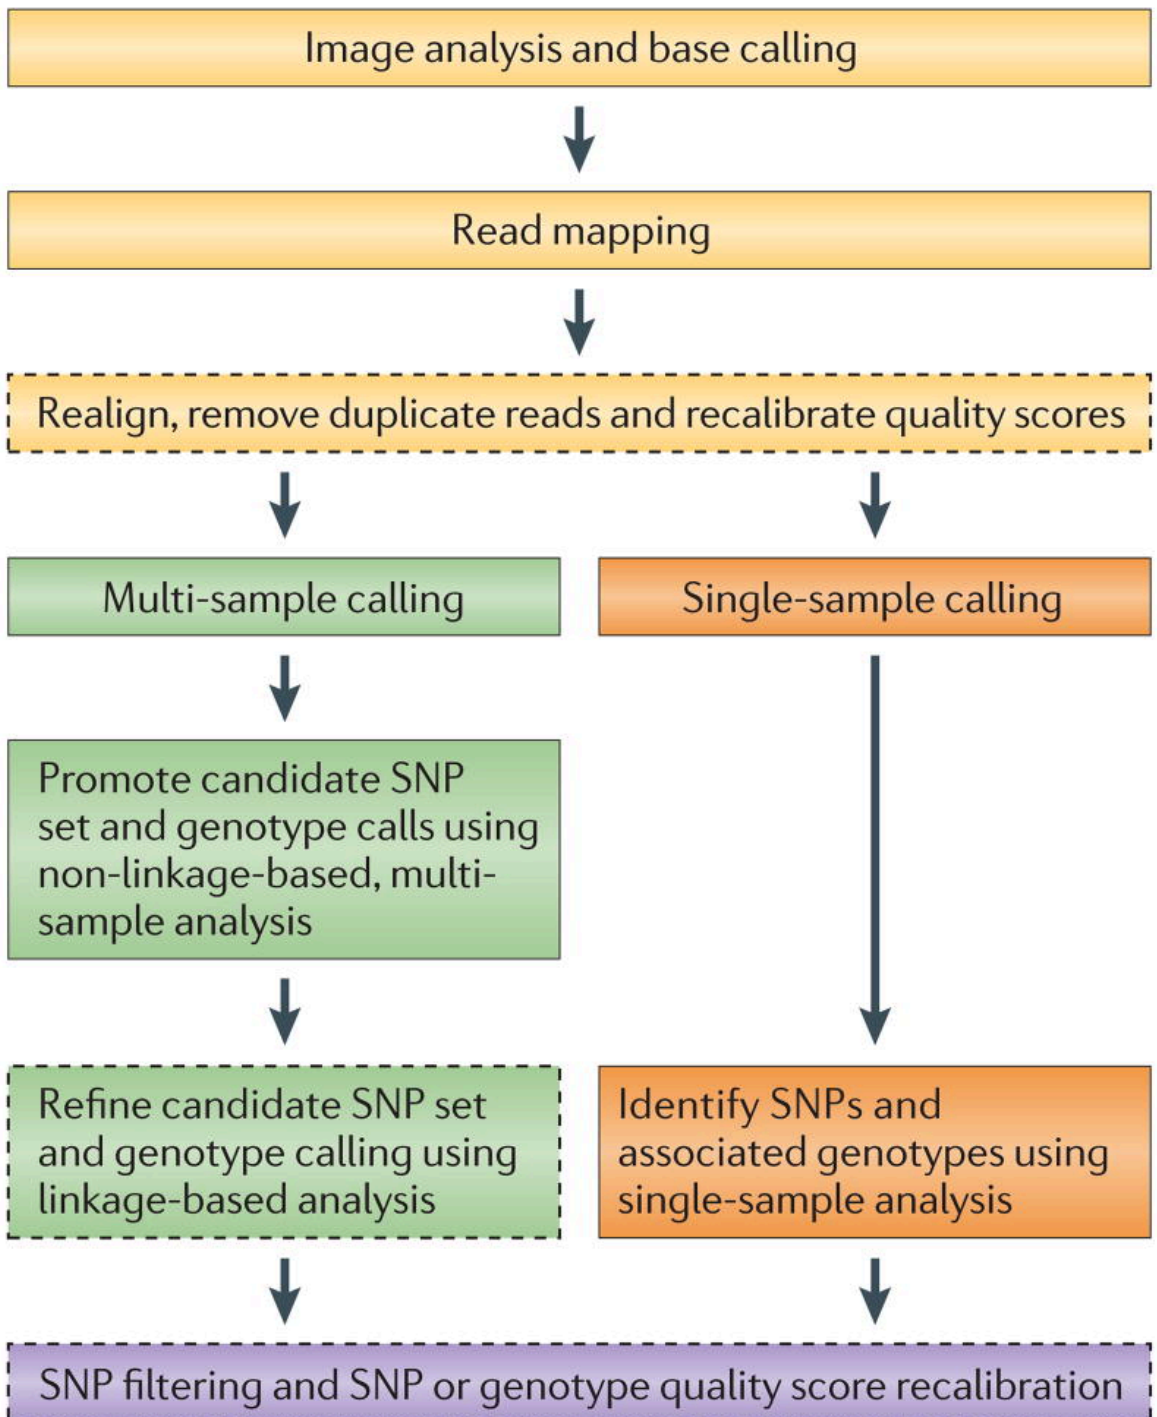 Image analysis and base calling
Read mapping
Realign, remove duplicate reads and recalibrate quality scores
Multi-sample calling
Single-sample calling
Promote candidate SNP
set and genotype calls using
non-linkage-based, multi-
sample analysis
Refine candidate SNP set
and genotype calling using
linkage-based analysis
Identify SNPs and
associated genotypes using
single-sample analysis
SNP filtering and SNP or genotype quality score recalibration